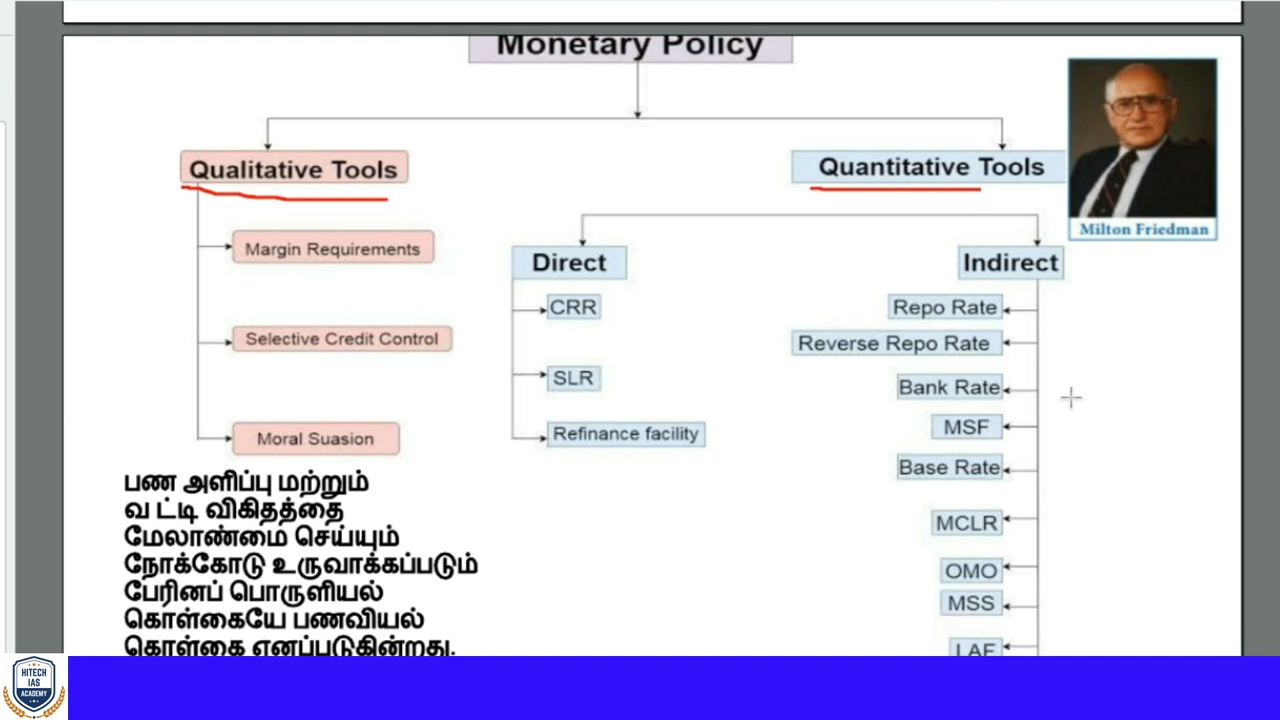 Monetary Policy
Qualitative Tools
Quantitative Tools
Milton Friedman
Margin Requirements
Selective Credit Control
Moral Suasion
Direct
CRR
SLR
Refinance facility
Indirect
Repo Rate
Reverse Repo Rate
Bank Rate
MSF
Base Rate
MCLR
OMO
MSS
LAF
பண அளிப்பு மற்றும்
வ ட்டி விகிதத்தை
மேலாண்மை செய்யும்
நோக்கோடு உருவாக்கப்படும்
பேரினப் பொருளியல்
கொள்கையே பணவியல்
கொள்கை எனப்படுகின்றது.
HITECH
IAS
ACADEMY